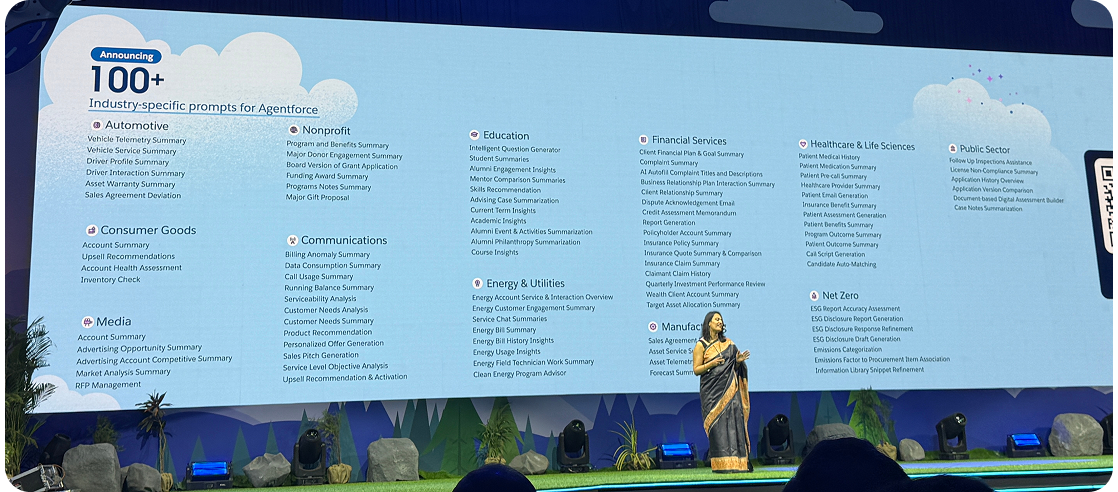 Announcing
100+
Industry-specific prompts for Agentforce
Automotive
Vehicle Telemetry Summary
Vehicle Service Summary
Driver Profile Summary
Driver Interaction Summary
Asset Warranty Summary
Sales Agreement Deviation
Consumer Goods
Account Summary
Upsell Recommendations
Account Health Assessment
Inventory Check
Media
Account Summary
Advertising Opportunity Summary
Advertising Account Competitive Summary
Market Analysis Summary
RFP Management
Nonprofit
Program and Benefits Summary
Major Donor Engagement Summary
Board Version of Grant Application
Funding Award Summary
Programs Notes Summary
Major Gift Proposal
Communications
Billing Anomaly Summary
Data Consumption Summary
Call Usage Summary
Running Balance Summary
Serviceability Analysis
Customer Needs Analysis
Customer Needs Summary
Product Recommendation
Personalized Offer Generation
Sales Pitch Generation
Service Level Objective Analysis
Upsell Recommendation & Activation
Education
Intelligent Question Generator
Student Summaries
Alumni Engagement Insights
Mentor Comparison Summaries
Skills Recommendation
Advising Case Summarization
Current Term Insights
Academic Insights
Alumni Event & Activities Summarization
Alumni Philanthropy Summarization
Course Insights
Energy & Utilities
Energy Account Service & Interaction Overview
Energy Customer Engagement Summary
Service Chat Summaries
Energy Bill Summary
Energy Bill History Insights
Energy Usage Insights
Energy Field Technician Work Summary
Clean Energy Program Advisor
Financial Services
Client Financial Plan & Goal Summary
Complaint Summary
AI Autofill Complaint Titles and Descriptions
Business Relationship Plan Interaction Summary
Client Relationship Summary
Dispute Acknowledgement Email
Credit Assessment Memorandum
Report Generation
Policyholder Account Summary
Insurance Policy Summary
Insurance Quote Summary & Comparison
Insurance Claim Summary
Claimant Claim History
Quarterly Investment Performance Review
Wealth Client Account Summary
Target Asset Allocation Summary
Manufac
Sales Agreemen
Asset Service S
Asset Telemet
Forecast Summ
Healthcare & Life Sciences
Patient Medical History
Patient Medication Summary
Patient Pre-call Summary
Healthcare Provider Summary
Patient Email Generation
Insurance Benefit Summary
Patient Assessment Generation
Patient Benefits Summary
Program Outcome Summary
Patient Outcome Summary
Call Script Generation
Candidate Auto-Matching
Net Zero
ESG Report Accuracy Assessment
ESG Disclosure Report Generation
ESG Disclosure Response Refinement
ESG Disclosure Draft Generation
Emissions Categorization
Emissions Factor to Procurement Item Association
Information Library Snippet Refinement
Public Sector
Follow Up Inspections Assistance
License Non-Compliance Summary
Application History Overview
Application Version Comparison
Document-based Digital Assessment Builder
Case Notes Summarization